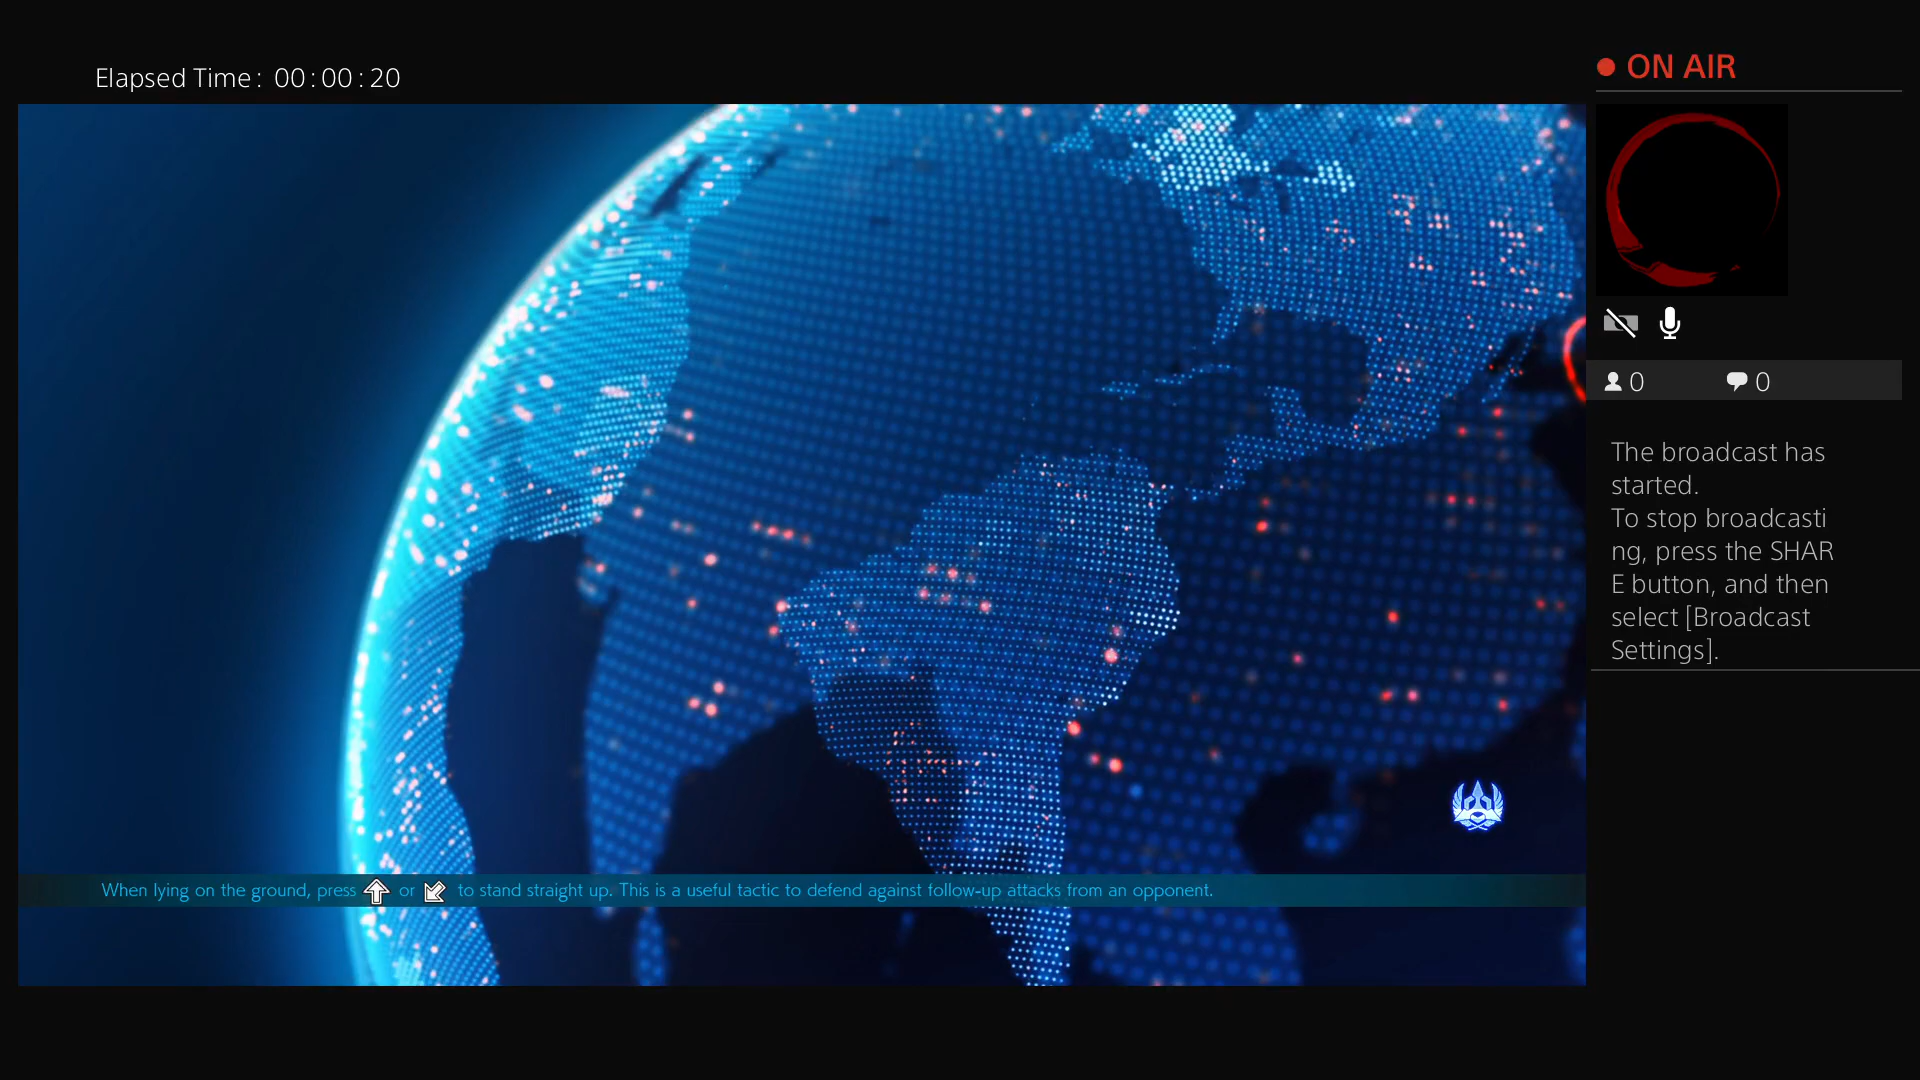 Elapsed Time: 00:00:20
ON AIR
0 0
The broadcast has
started.
To stop broadcasti
ng, press the SHAR
E button, and then
select [Broadcast
Settings].
When lying on the ground, press or to stand straight up. This is a useful tactic to defend against follow-up attacks from an opponent.